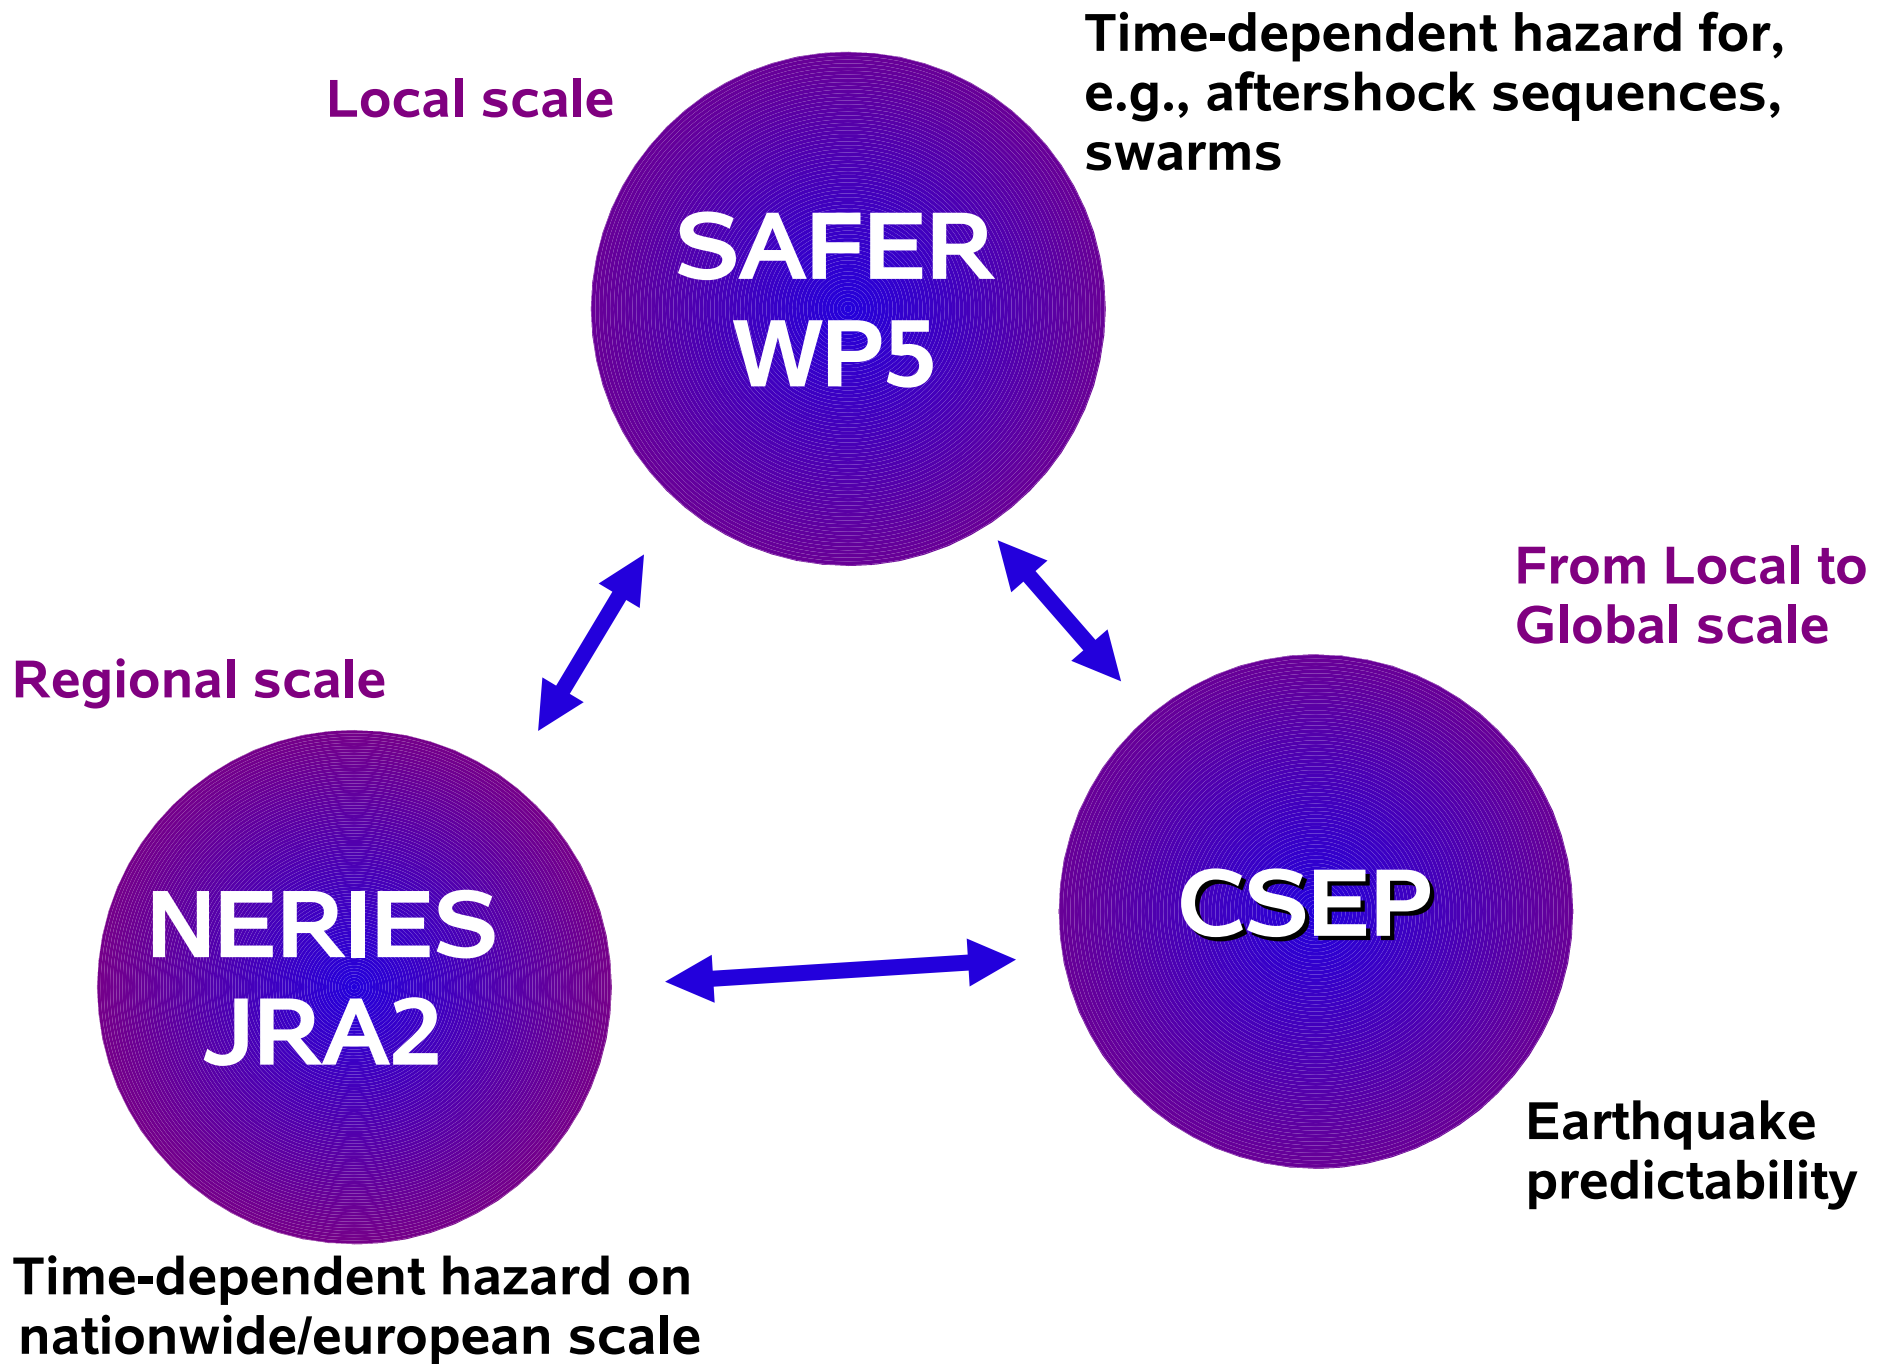 Local scale
Time-dependent hazard for,
e.g., aftershock sequences,
swarms
SAFER
WP5
From Local to
Global scale
Regional scale
CSEP
NERIES
JRA2
Earthquake
predictability
Time-dependent hazard on
nationwide/european scale